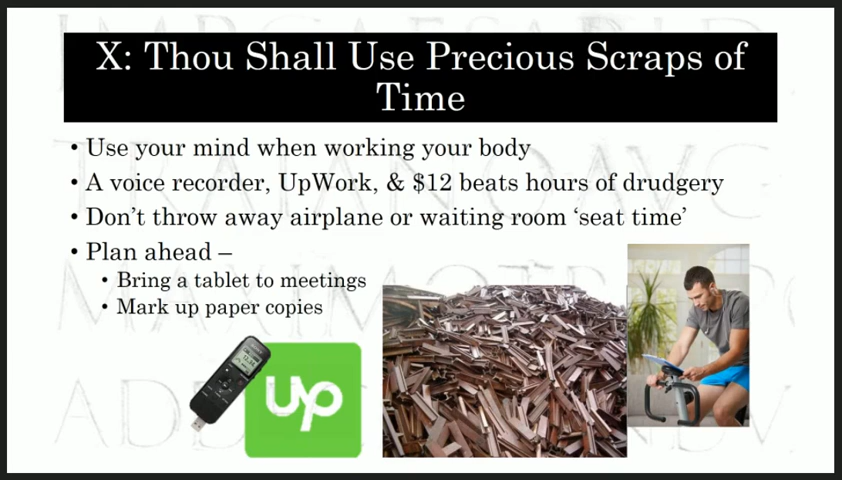 X: Thou Shall Use Precious Scraps of
Time
• Use your mind when working your body
• A voice recorder, UpWork, & $12 beats hours of drudgery
• Don’t throw away airplane or waiting room ‘seat time’
• Plan ahead –
• Bring a tablet to meetings
• Mark up paper copies
up